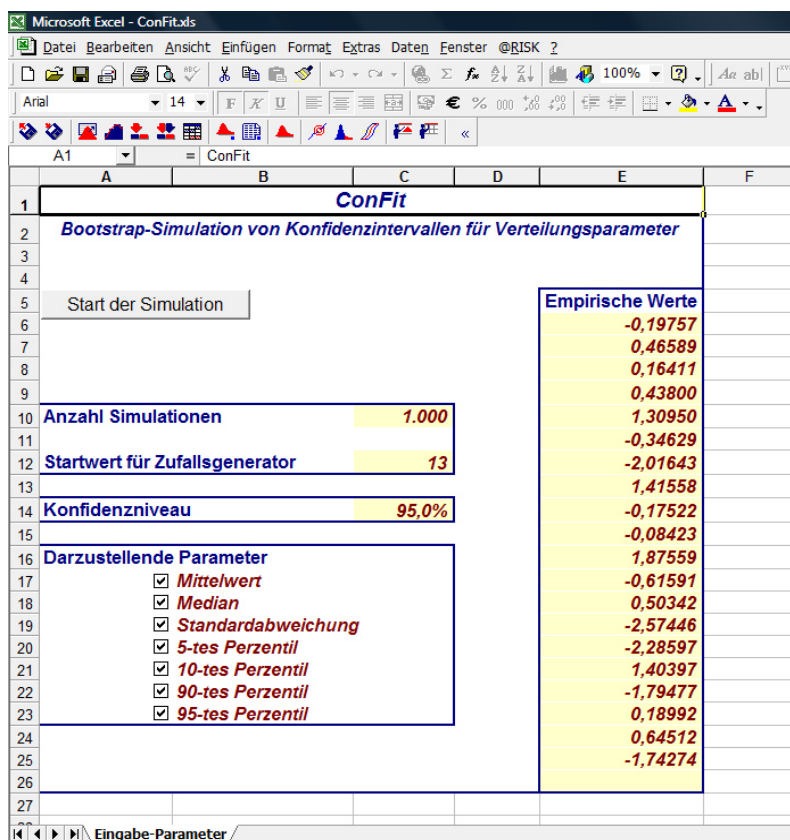 Microsoft Excel - ConFit.xls
Datei Bearbeiten Ansicht Einfügen Format Extras Daten Fenster @RISK ?
100%
Arial 14 F K U € % 000
A1 = ConFit
A B C D E F
1 ConFit
2 Bootstrap-Simulation von Konfidenzintervallen für Verteilungsparameter
3
4
5 Start der Simulation Empirische Werte
6 -0,19757
7 0,46589
8 0,16411
9 0,43800
10 Anzahl Simulationen 1.000 1,30950
11 -0,34629
12 Startwert für Zufallsgenerator 13 -2,01643
13 1,41558
14 Konfidenzniveau 95,0% -0,17522
15 -0,08423
16 Darzustellende Parameter 1,87559
17 Mittelwert -0,61591
18 Median 0,50342
19 Standardabweichung -2,57446
20 5-tes Perzentil -2,28597
21 10-tes Perzentil 1,40397
22 90-tes Perzentil -1,79477
23 95-tes Perzentil 0,18992
24 0,64512
25 -1,74274
26
27
Eingabe-Parameter